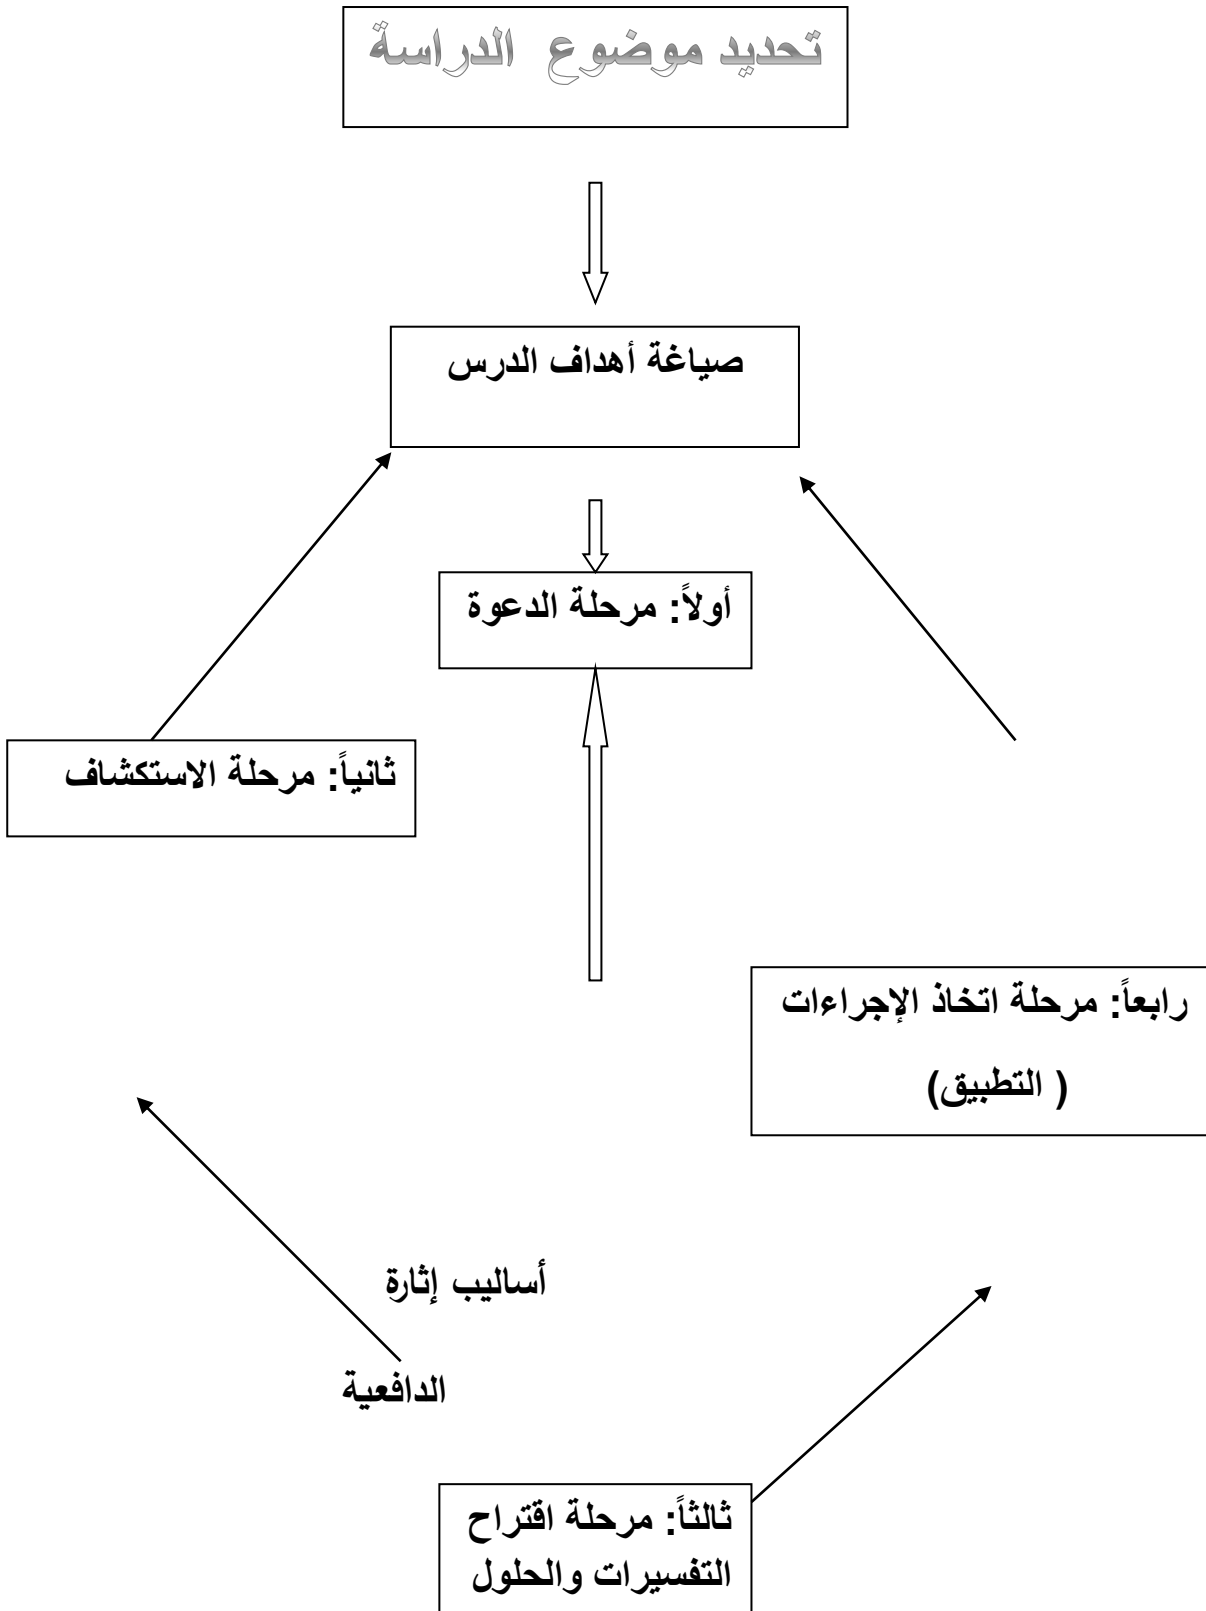 تحديد موضوع الدراسة
صياغة أهداف الدرس
أولاً: مرحلة الدعوة
ثانياً: مرحلة الاستكشاف
رابعاً: مرحلة اتخاذ الإجراءات
( التطبيق)
أساليب إثارة
الدافعية
ثالثاً: مرحلة اقتراح
التفسيرات والحلول